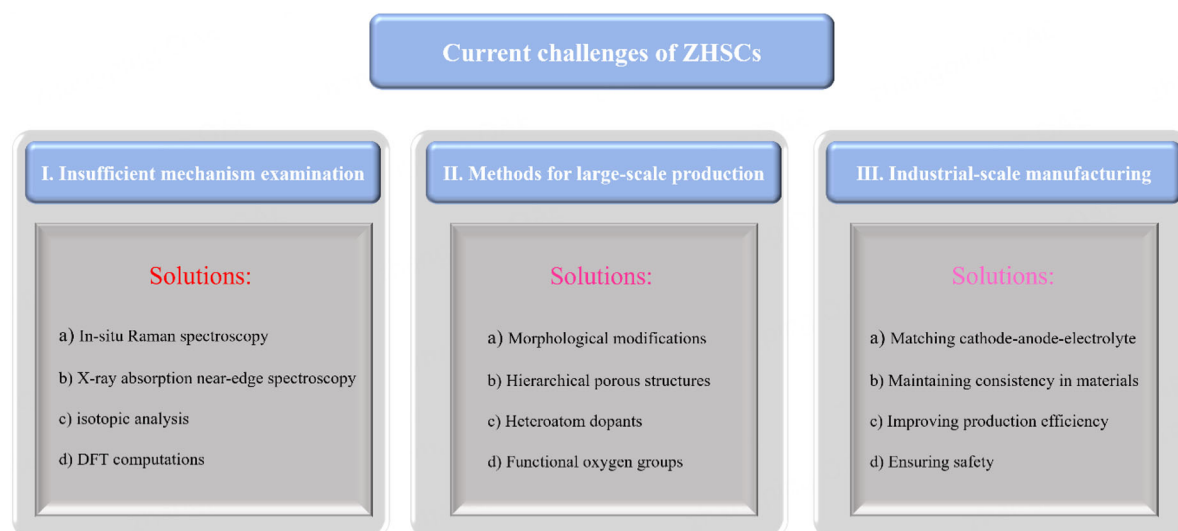 Current challenges of ZHSCs
I. Insufficient mechanism examination
Solutions:
a) In-situ Raman spectroscopy
b) X-ray absorption near-edge spectroscopy
c) isotopic analysis
d) DFT computations
II. Methods for large-scale production
Solutions:
a) Morphological modifications
b) Hierarchical porous structures
c) Heteroatom dopants
d) Functional oxygen groups
III. Industrial-scale manufacturing
Solutions:
a) Matching cathode-anode-electrolyte
b) Maintaining consistency in materials
c) Improving production efficiency
d) Ensuring safety